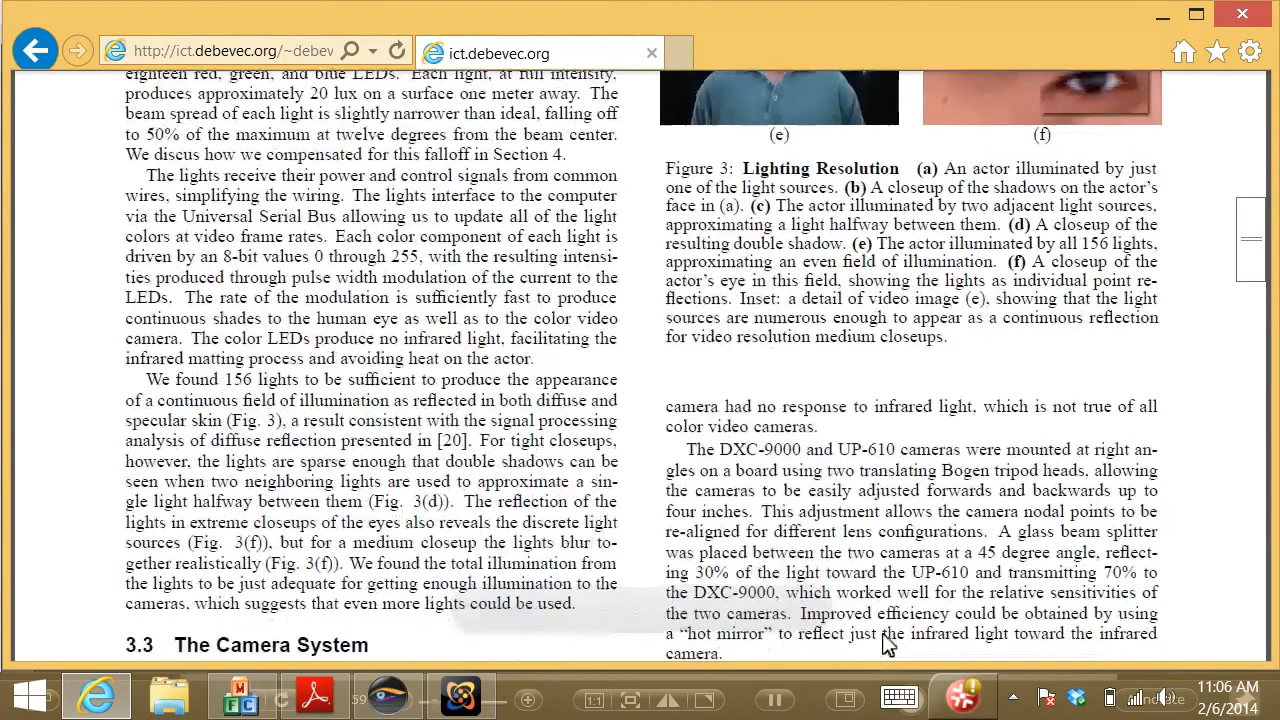 http://ict.debevec.org/~debev
ict.debevec.org
eighteen red, green, and blue LEDs. Each light, at full intensity,
produces approximately 20 lux on a surface one meter away. The
beam spread of each light is slightly narrower than ideal, falling off
to 50% of the maximum at twelve degrees from the beam center.
We discus how we compensated for this falloff in Section 4.
The lights receive their power and control signals from common
wires, simplifying the wiring. The lights interface to the computer
via the Universal Serial Bus allowing us to update all of the light
colors at video frame rates. Each color component of each light is
driven by an 8-bit values 0 through 255, with the resulting intensi-
ties produced through pulse width modulation of the current to the
LEDs. The rate of the modulation is sufficiently fast to produce
continuous shades to the human eye as well as to the color video
camera. The color LEDs produce no infrared light, facilitating the
infrared matting process and avoiding heat on the actor.
We found 156 lights to be sufficient to produce the appearance
of a continuous field of illumination as reflected in both diffuse and
specular skin (Fig. 3), a result consistent with the signal processing
analysis of diffuse reflection presented in [20]. For tight closeups,
however, the lights are sparse enough that double shadows can be
seen when two neighboring lights are used to approximate a sin-
gle light halfway between them (Fig. 3(d)). The reflection of the
lights in extreme closeups of the eyes also reveals the discrete light
sources (Fig. 3(f)), but for a medium closeup the lights blur to-
gether realistically (Fig. 3(f)). We found the total illumination from
the lights to be just adequate for getting enough illumination to the
cameras, which suggests that even more lights could be used.
3.3 The Camera System
(e)
(f)
Figure 3: Lighting Resolution (a) An actor illuminated by just
one of the light sources. (b) A closeup of the shadows on the actor's
face in (a). (c) The actor illuminated by two adjacent light sources,
approximating a light halfway between them. (d) A closeup of the
resulting double shadow. (e) The actor illuminated by all 156 lights,
approximating an even field of illumination. (f) A closeup of the
actor's eye in this field, showing the lights as individual point re-
flections. Inset: a detail of video image (e), showing that the light
sources are numerous enough to appear as a continuous reflection
for video resolution medium closeups.
camera had no response to infrared light, which is not true of all
color video cameras.
The DXC-9000 and UP-610 cameras were mounted at right an-
gles on a board using two translating Bogen tripod heads, allowing
the cameras to be easily adjusted forwards and backwards up to
four inches. This adjustment allows the camera nodal points to be
re-aligned for different lens configurations. A glass beam splitter
was placed between the two cameras at a 45 degree angle, reflect-
ing 30% of the light toward the UP-610 and transmitting 70% to
the DXC-9000, which worked well for the relative sensitivities of
the two cameras. Improved efficiency could be obtained by using
a “hot mirror” to reflect just the infrared light toward the infrared
camera.
M
F C
59
1:1
11:06 AM
2/6/2014